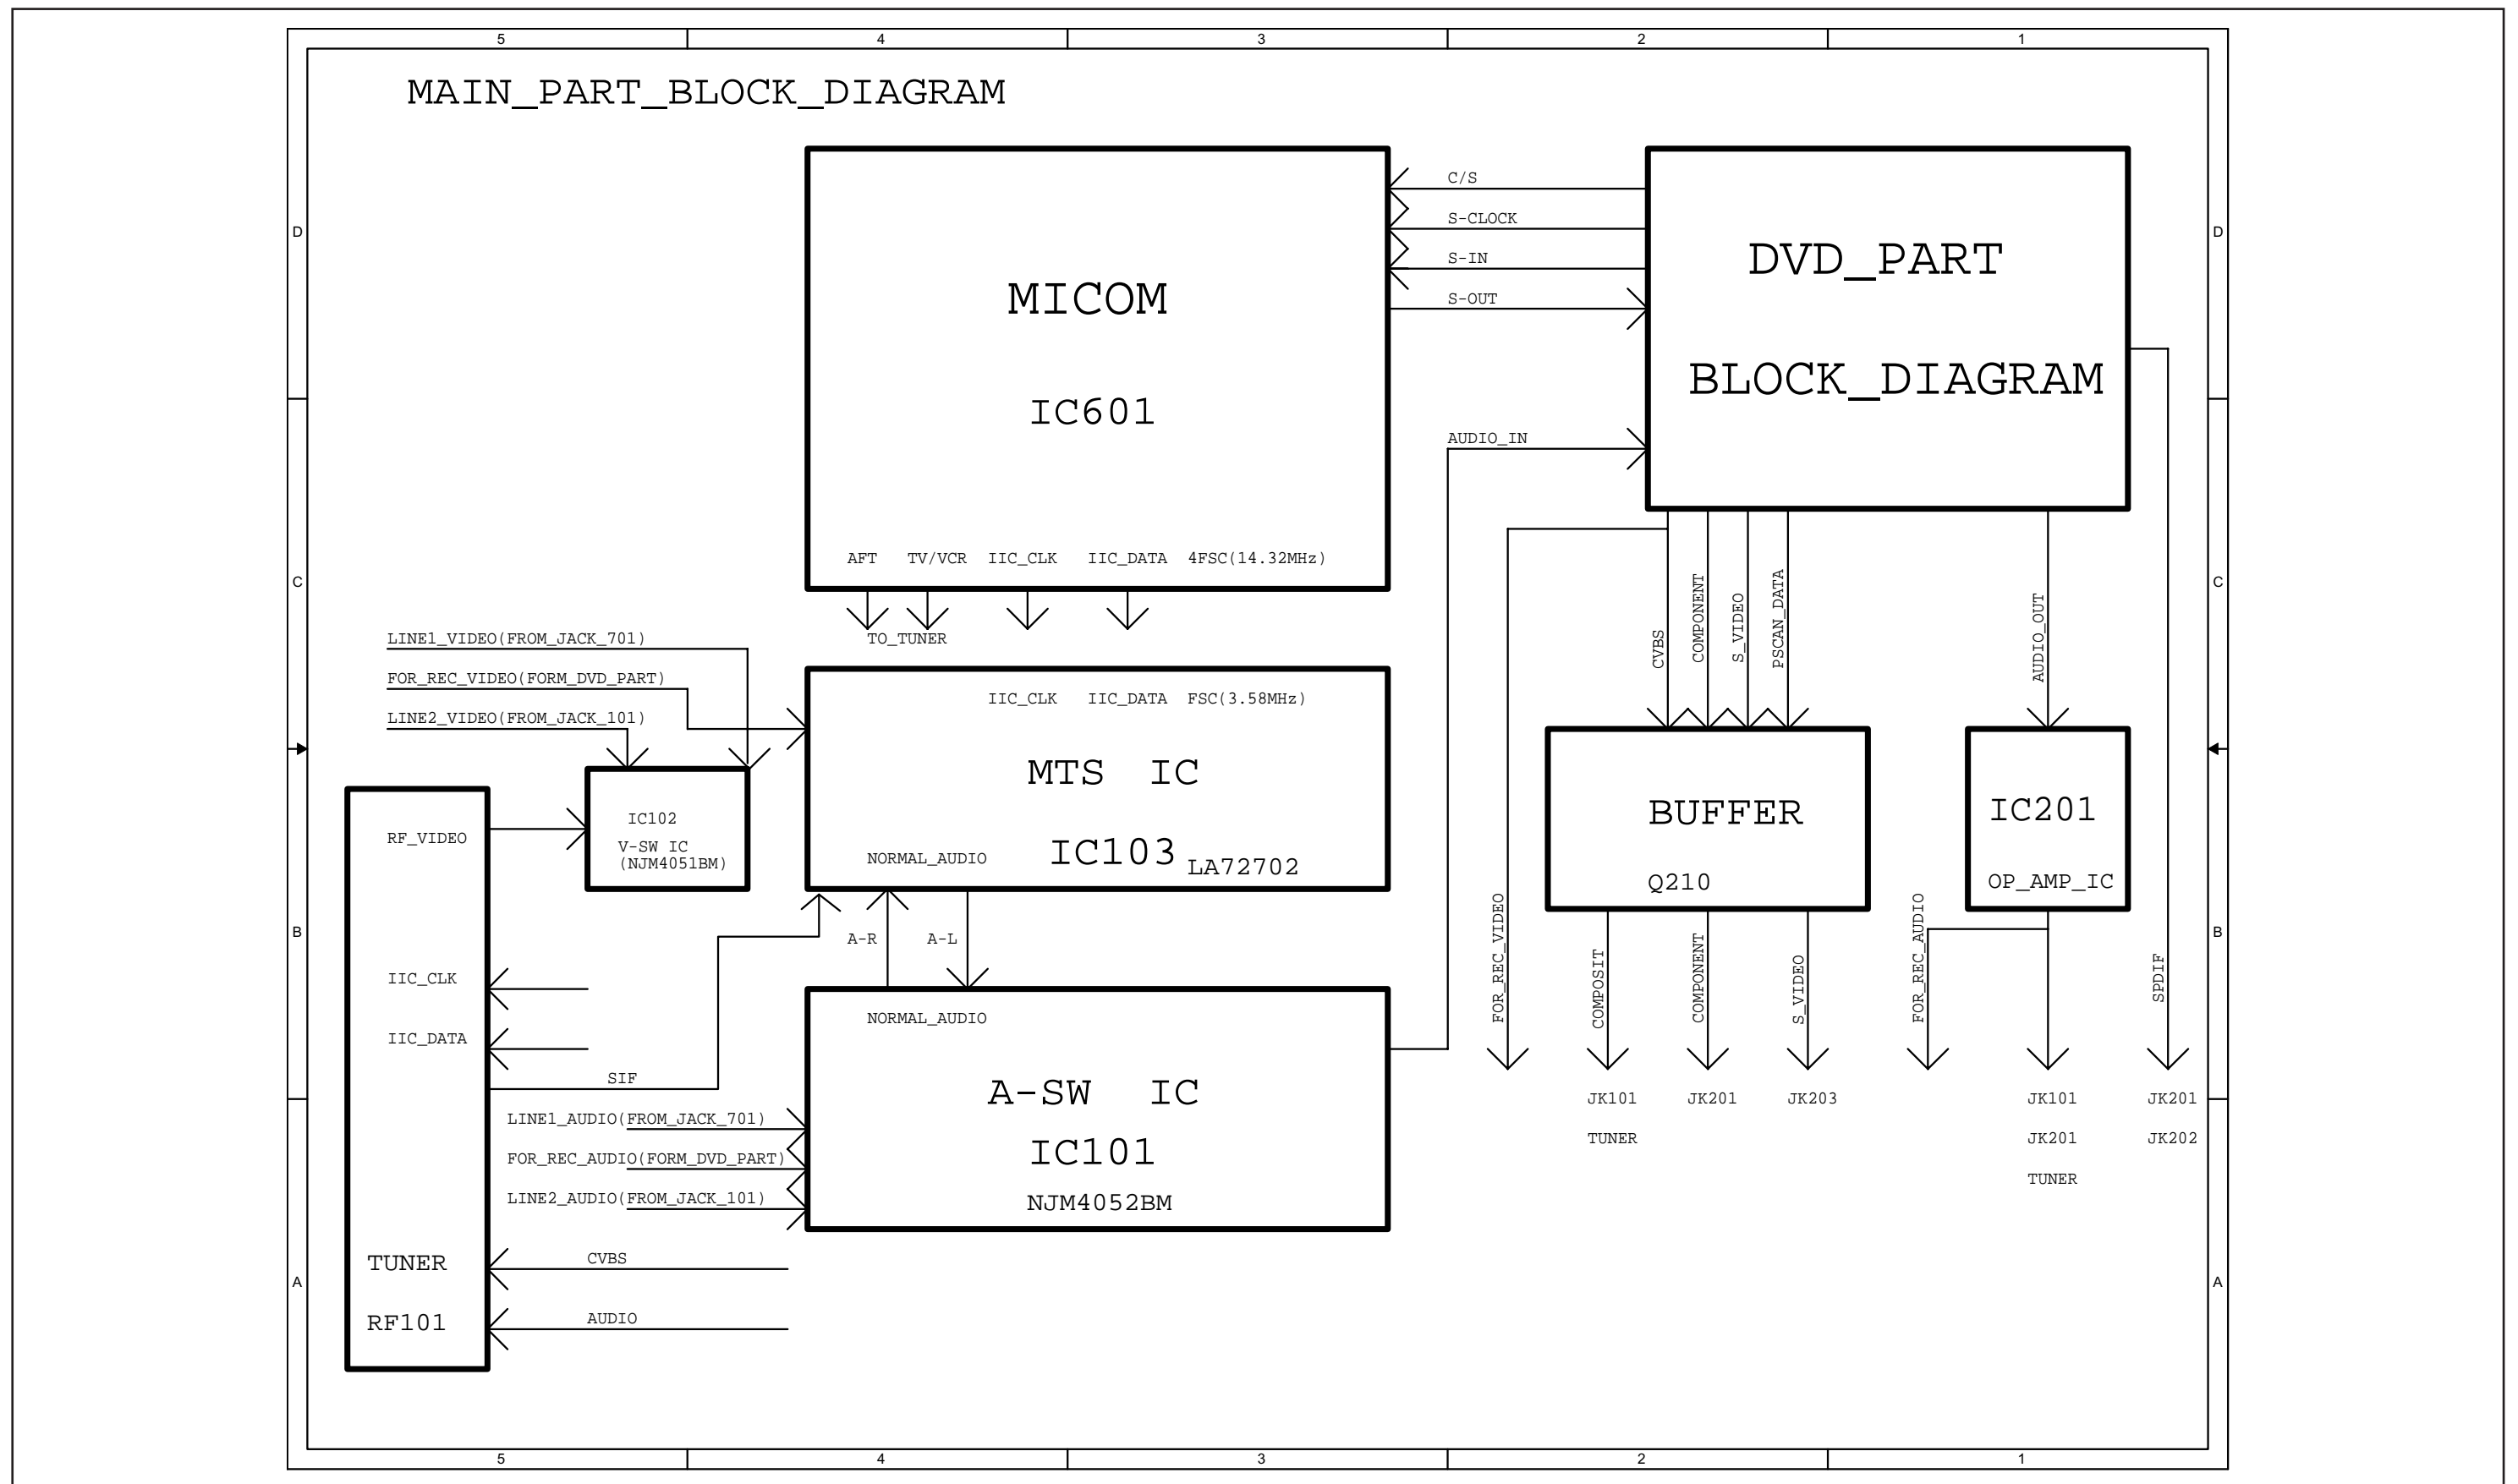 5 4 3 2 1
MAIN_PART_BLOCK_DIAGRAM
D
D
MICOM
IC601
AFT TV/VCR IIC_CLK IIC_DATA 4FSC(14.32MHz)
TO_TUNER
C/S
S-CLOCK
S-IN
S-OUT
AUDIO_IN
DVD_PART
BLOCK_DIAGRAM
C
C
LINE1_VIDEO(FROM_JACK_701)
FOR_REC_VIDEO(FORM_DVD_PART)
LINE2_VIDEO(FROM_JACK_101)
IC102
V-SW IC
(NJM4051BM)
IIC_CLK IIC_DATA FSC(3.58MHz)
MTS IC
IC103 LA72702
NORMAL_AUDIO
CVBS
COMPONENT
S_VIDEO
PSCAN_DATA
AUDIO_OUT
BUFFER
Q210
IC201
OP_AMP_IC
B
B
RF_VIDEO
IIC_CLK
IIC_DATA
SIF
A-R A-L
NORMAL_AUDIO
A-SW IC
IC101
NJM4052BM
LINE1_AUDIO(FROM_JACK_701)
FOR_REC_AUDIO(FORM_DVD_PART)
LINE2_AUDIO(FROM_JACK_101)
FOR_REC_VIDEO
COMPOSIT
COMPONENT
S_VIDEO
FOR_REC_AUDIO
SPDIF
JK101 JK201 JK203 JK101 JK201
TUNER JK201 JK202
TUNER
A
A
TUNER
RF101
CVBS
AUDIO
5 4 3 2 1